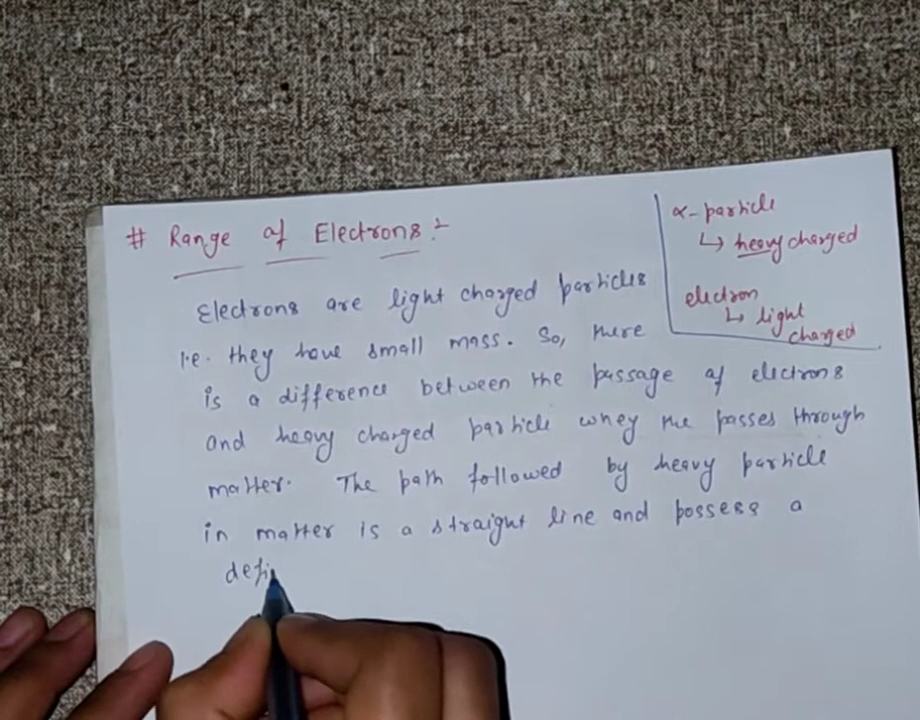 # Range of Electrons :-
α- particle
↳ heavy charged
electron
↳ light
charged
Electrons are light charged particles
i.e. they have small mass. So, there
is a difference between the passage of electrons
and heavy charged particle whey the passes through
matter. The path followed by heavy particle
in matter is a straight line and possess a
defi